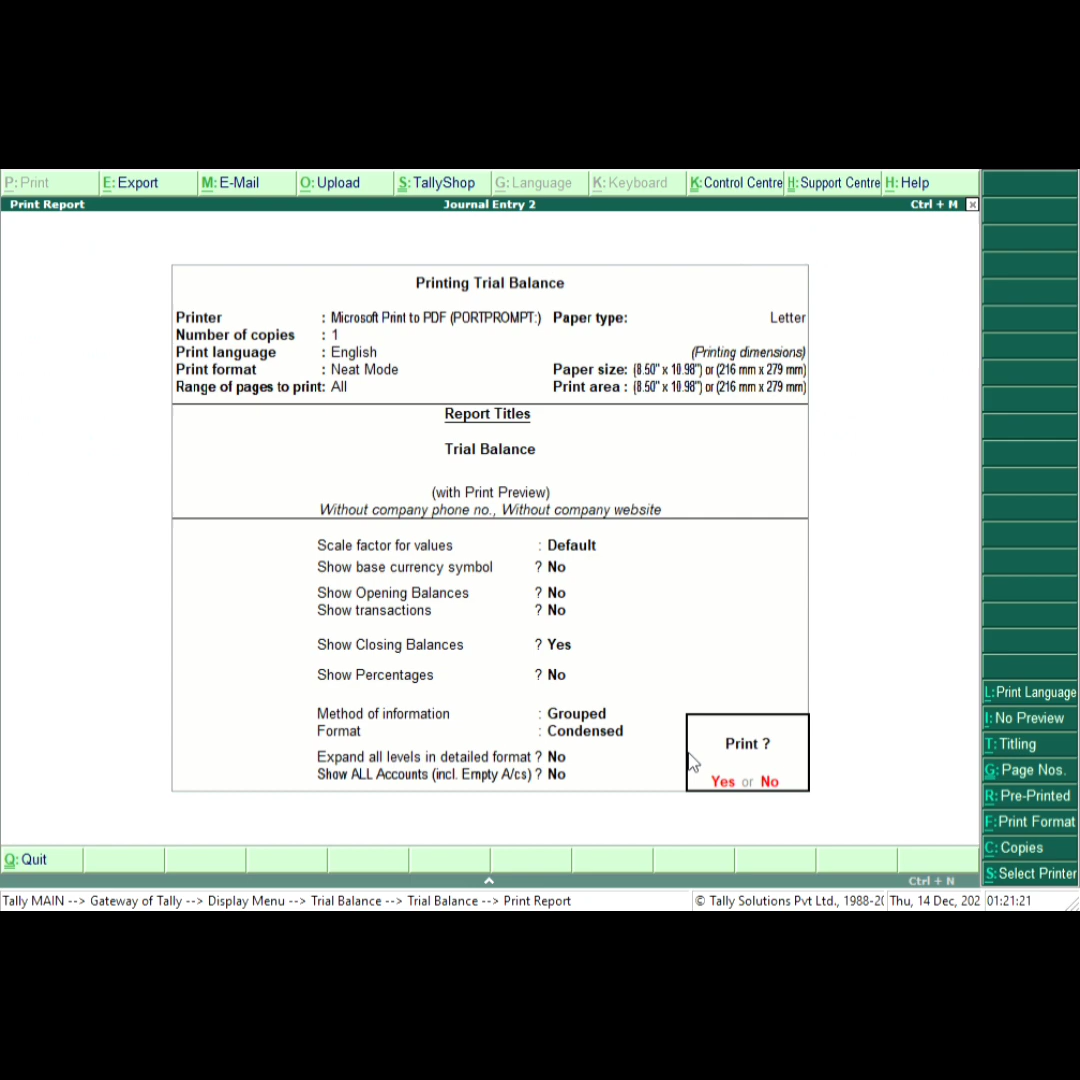 P: Print E: Export M: E-Mail O: Upload S: TallyShop G: Language K: Keyboard K: Control Centre H: Support Centre H: Help
Print Report Journal Entry 2 Ctrl + M x
Printing Trial Balance
Printer : Microsoft Print to PDF (PORTPROMPT:) Paper type: Letter
Number of copies : 1
Print language : English (Printing dimensions)
Print format : Neat Mode Paper size: (8.50" x 10.98") or (216 mm x 279 mm)
Range of pages to print: All Print area : (8.50" x 10.98") or (216 mm x 279 mm)
Report Titles
Trial Balance
(with Print Preview)
Without company phone no., Without company website
Scale factor for values : Default
Show base currency symbol ? No
Show Opening Balances ? No
Show transactions ? No
Show Closing Balances ? Yes
Show Percentages ? No
Method of information : Grouped
Format : Condensed
Expand all levels in detailed format ? No
Show ALL Accounts (incl. Empty A/cs) ? No
Print ?
Yes or No
L: Print Language
I: No Preview
T: Titling
G: Page Nos.
R: Pre-Printed
F: Print Format
C: Copies
S: Select Printer
Q: Quit
Ctrl + N
Tally MAIN --> Gateway of Tally --> Display Menu --> Trial Balance --> Trial Balance --> Print Report © Tally Solutions Pvt Ltd., 1988-20 Thu, 14 Dec, 202 01:21:21